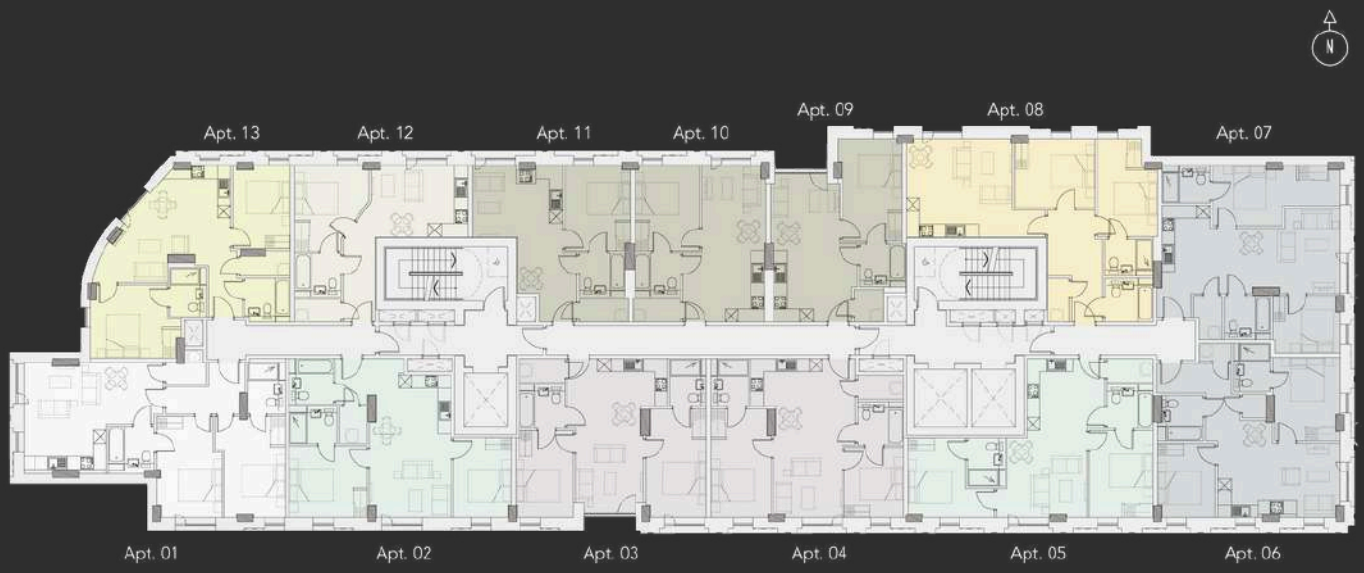 N
Apt. 09
Apt. 08
Apt. 13
Apt. 12
Apt. 11
Apt. 10
Apt. 07
Apt. 01
Apt. 02
Apt. 03
Apt. 04
Apt. 05
Apt. 06